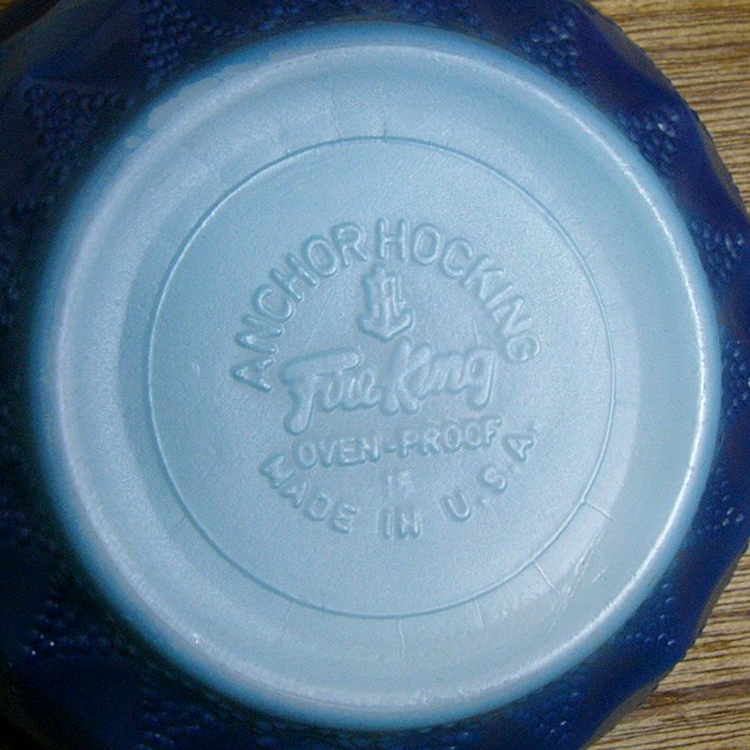 ANCHOR HOCKING
Fire King
OVEN-PROOF
15
MADE IN U.S.A.